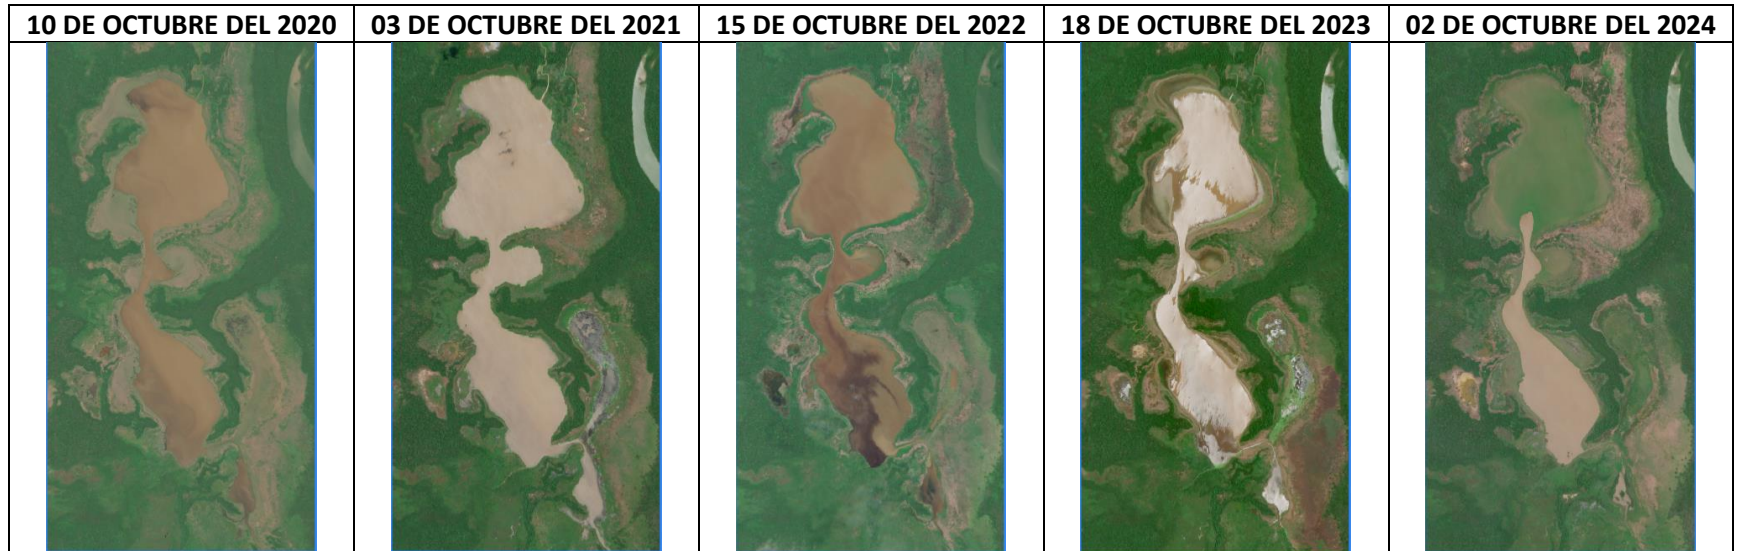 10 DE OCTUBRE DEL 2020
03 DE OCTUBRE DEL 2021
15 DE OCTUBRE DEL 2022
18 DE OCTUBRE DEL 2023
02 DE OCTUBRE DEL 2024